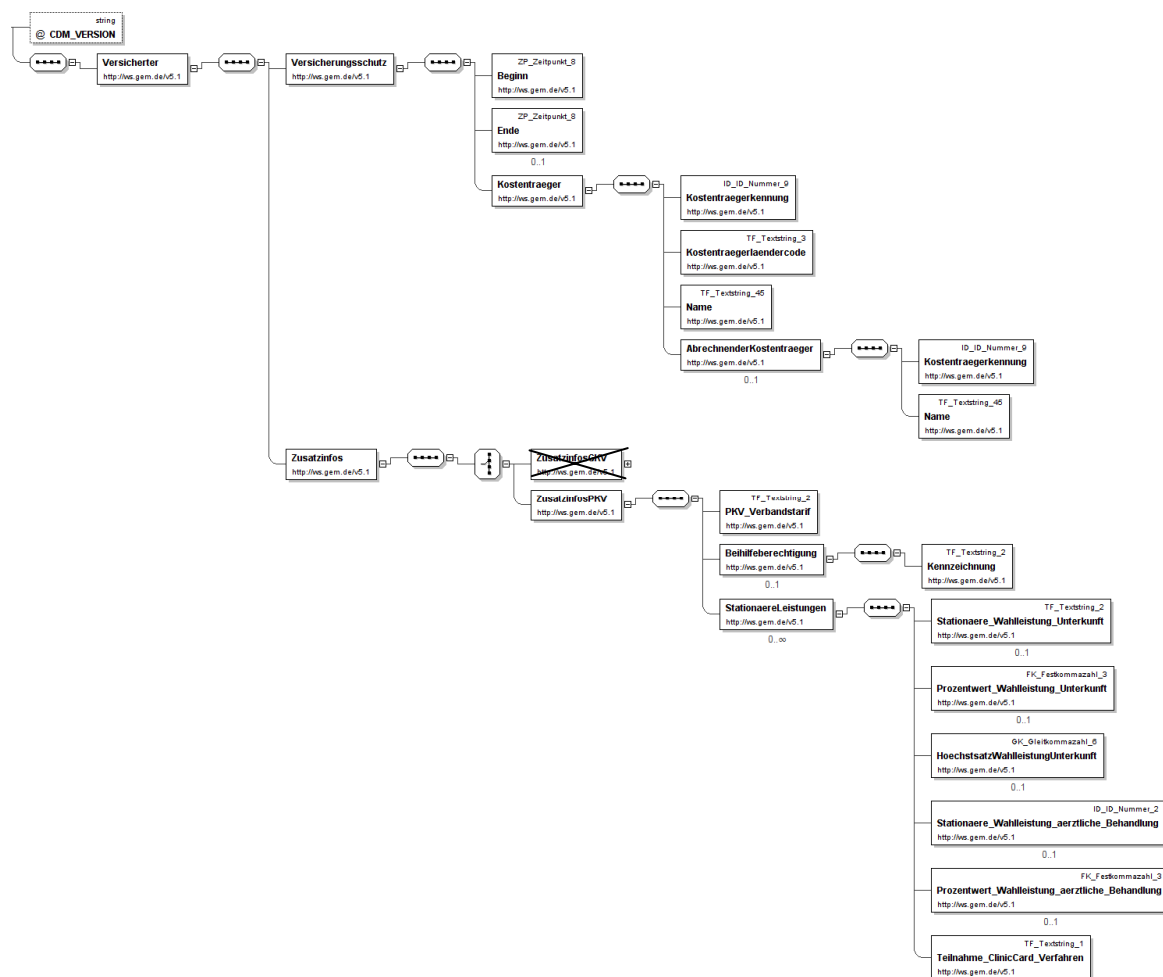 string
@ CDM_VERSION
Versicherter
http://ws.gem.de/v5.1
Versicherungsschutz
http://ws.gem.de/v5.1
ZP_Zeitpunkt_8
Beginn
http://ws.gem.de/v5.1
ZP_Zeitpunkt_8
Ende
http://ws.gem.de/v5.1
0..1
Kostentraeger
http://ws.gem.de/v5.1
ID_ID_Nummer_9
Kostentraegerkennung
http://ws.gem.de/v5.1
TF_Textstring_3
Kostentraegerlaendercode
http://ws.gem.de/v5.1
TF_Textstring_45
Name
http://ws.gem.de/v5.1
AbrechnenderKostentraeger
http://ws.gem.de/v5.1
0..1
ID_ID_Nummer_9
Kostentraegerkennung
http://ws.gem.de/v5.1
TF_Textstring_45
Name
http://ws.gem.de/v5.1
Zusatzinfos
http://ws.gem.de/v5.1
ZusatzinfosGKV
http://ws.gem.de/v5.1
ZusatzinfosPKV
http://ws.gem.de/v5.1
TF_Textstring_2
PKV_Verbandstarif
http://ws.gem.de/v5.1
Beihilfeberechtigung
http://ws.gem.de/v5.1
0..1
TF_Textstring_2
Kennzeichnung
http://ws.gem.de/v5.1
StationaereLeistungen
http://ws.gem.de/v5.1
0..∞
TF_Textstring_2
Stationaere_Wahlleistung_Unterkunft
http://ws.gem.de/v5.1
0..1
FK_Festkommazahl_3
Prozentwert_Wahlleistung_Unterkunft
http://ws.gem.de/v5.1
0..1
GK_Gleitkommazahl_6
HoechstsatzWahlleistungUnterkunft
http://ws.gem.de/v5.1
0..1
ID_ID_Nummer_2
Stationaere_Wahlleistung_aerztliche_Behandlung
http://ws.gem.de/v5.1
0..1
FK_Festkommazahl_3
Prozentwert_Wahlleistung_aerztliche_Behandlung
http://ws.gem.de/v5.1
0..1
TF_Textstring_1
Teilnahme_ClinicCard_Verfahren
http://ws.gem.de/v5.1